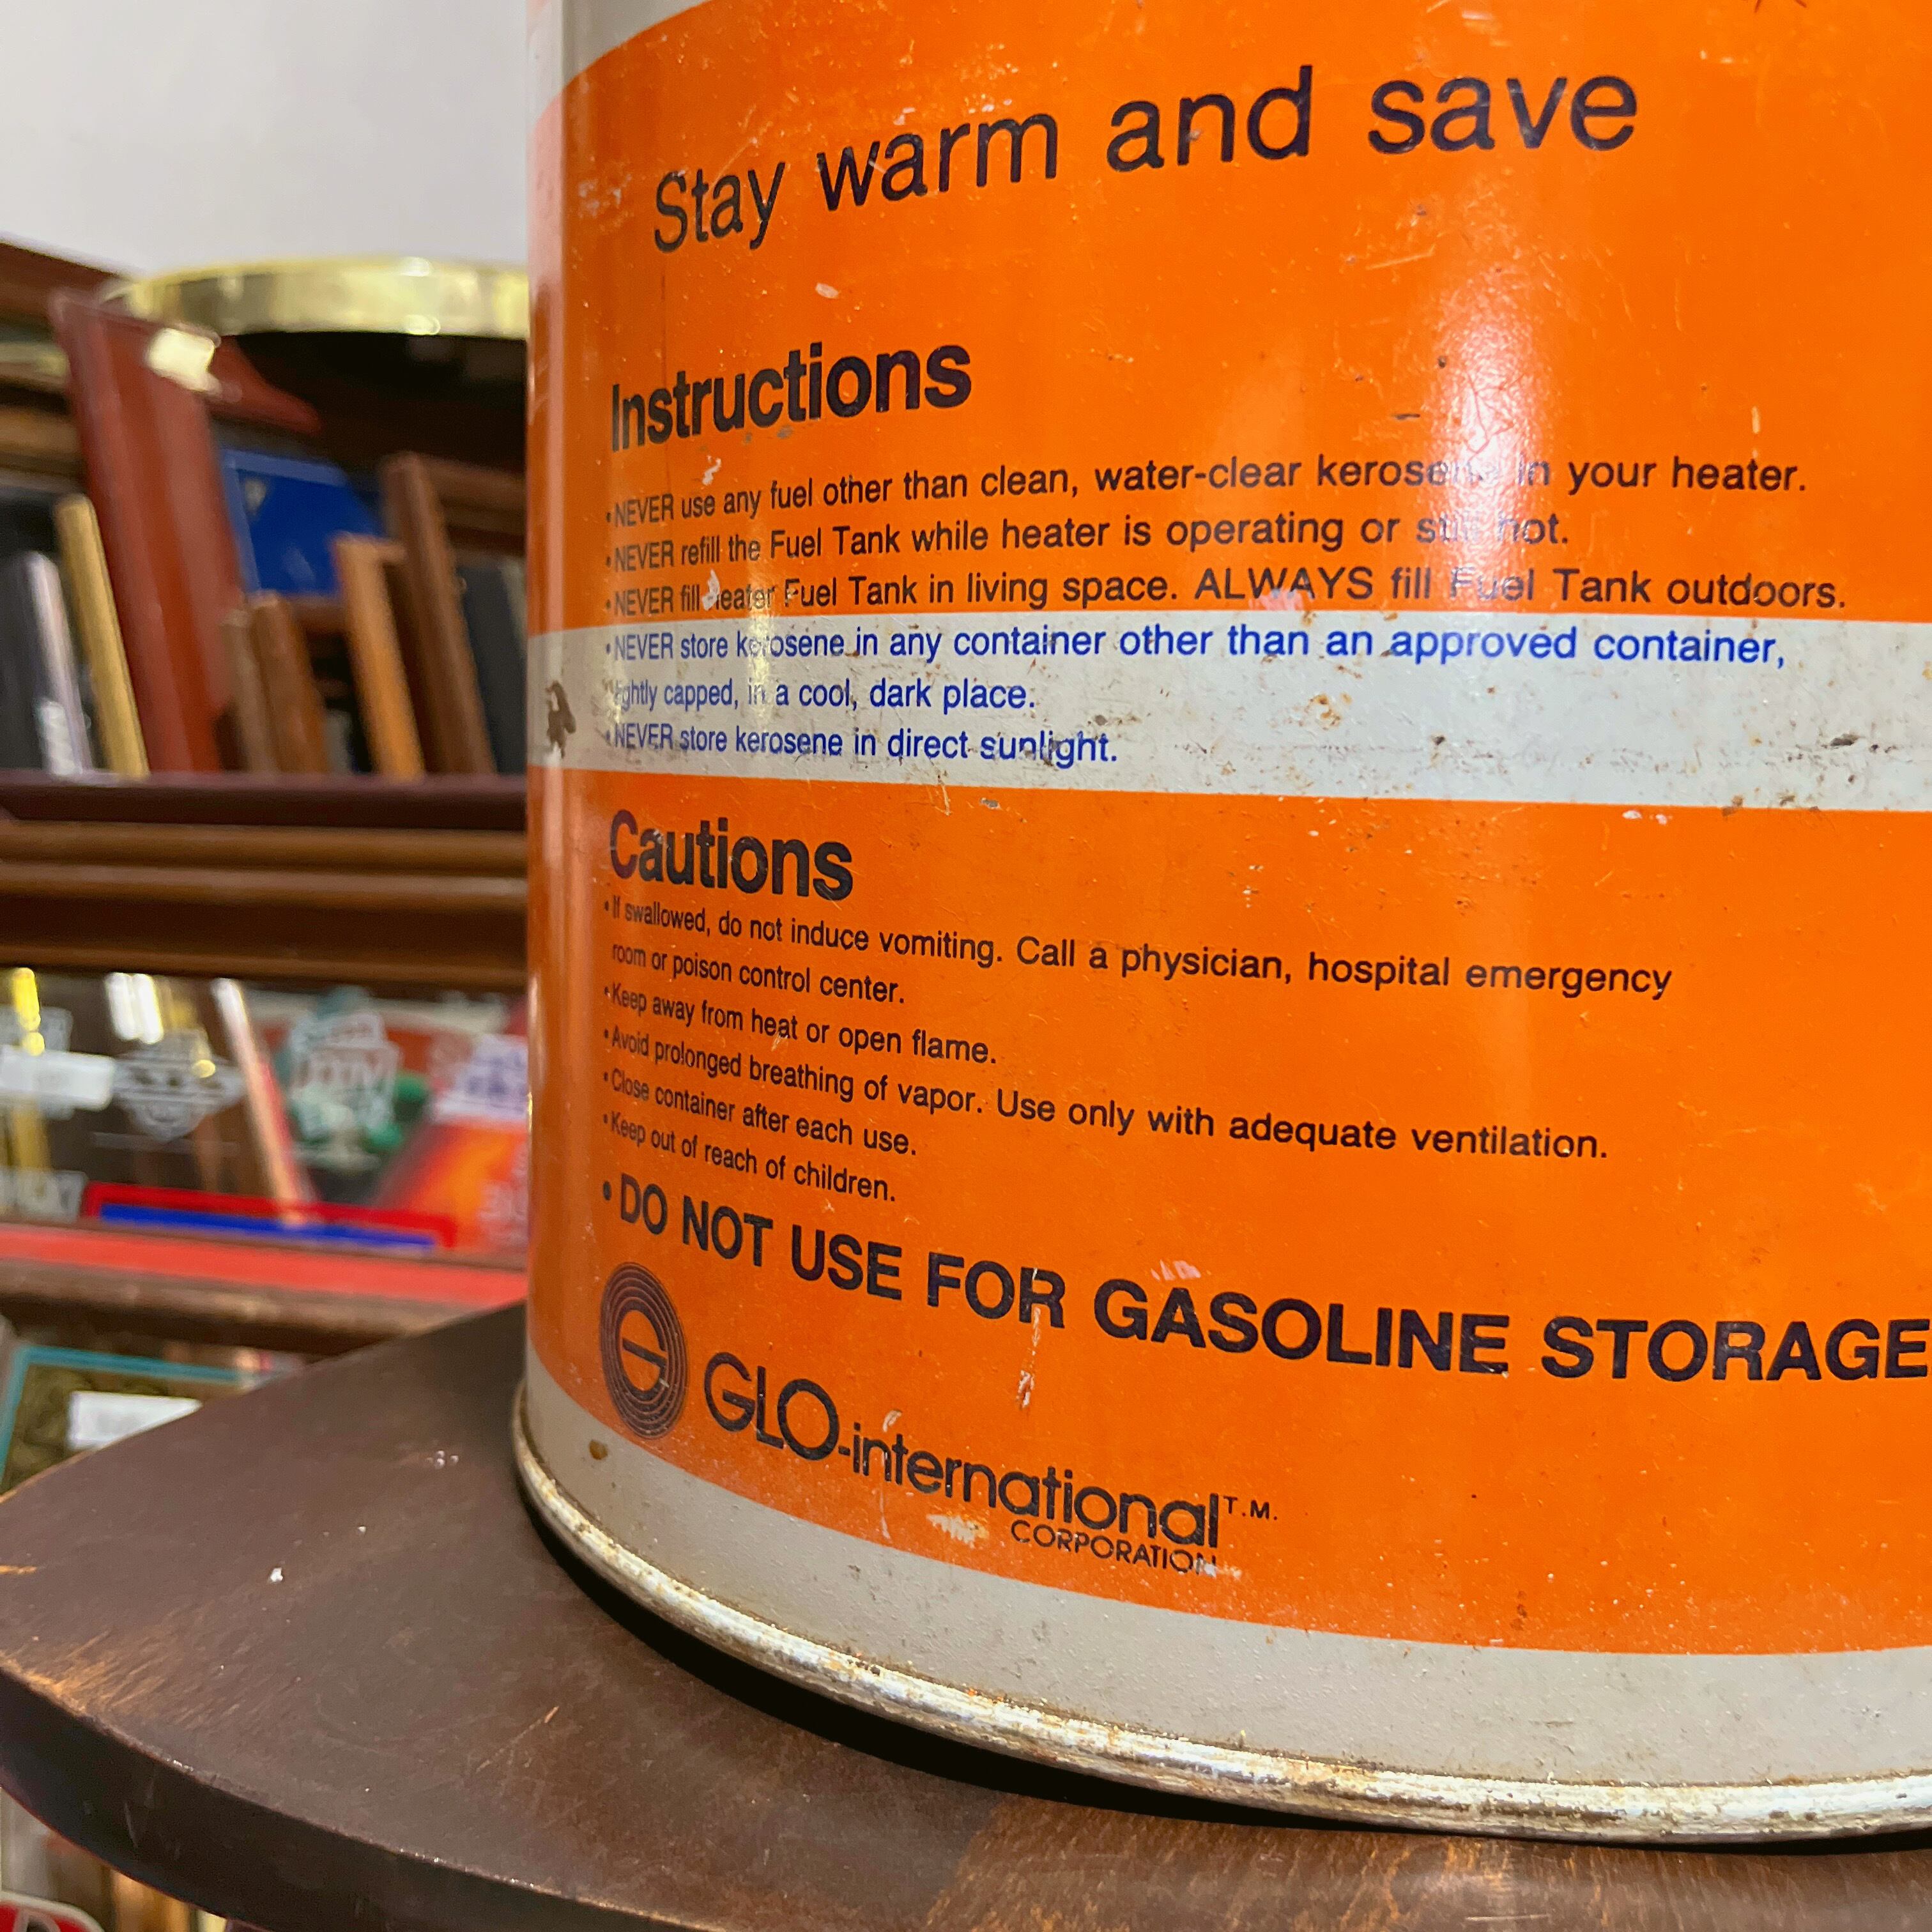 Stay warm and save
Instructions
•NEVER use any fuel other than clean, water-clear kerosene in your heater.
•NEVER refill the Fuel Tank while heater is operating or still hot.
•NEVER fill heater Fuel Tank in living space. ALWAYS fill Fuel Tank outdoors.
•NEVER store kerosene in any container other than an approved container,
tightly capped, in a cool, dark place.
•NEVER store kerosene in direct sunlight.
Cautions
•If swallowed, do not induce vomiting. Call a physician, hospital emergency
room or poison control center.
•Keep away from heat or open flame.
•Avoid prolonged breathing of vapor. Use only with adequate ventilation.
•Close container after each use.
•Keep out of reach of children.
•DO NOT USE FOR GASOLINE STORAGE
GLO-international T.M.
CORPORATION